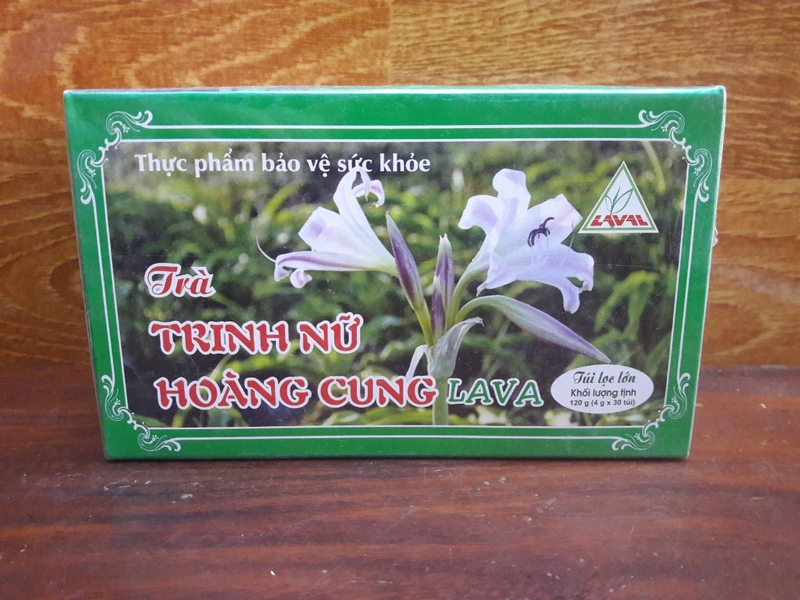 Thực phẩm bảo vệ sức khỏe
LAVAL
Trà
TRINH NỮ
HOÀNG CUNG LAVA
Túi lọc lớn
Khối lượng tịnh
120 g (4 g x 30 túi)